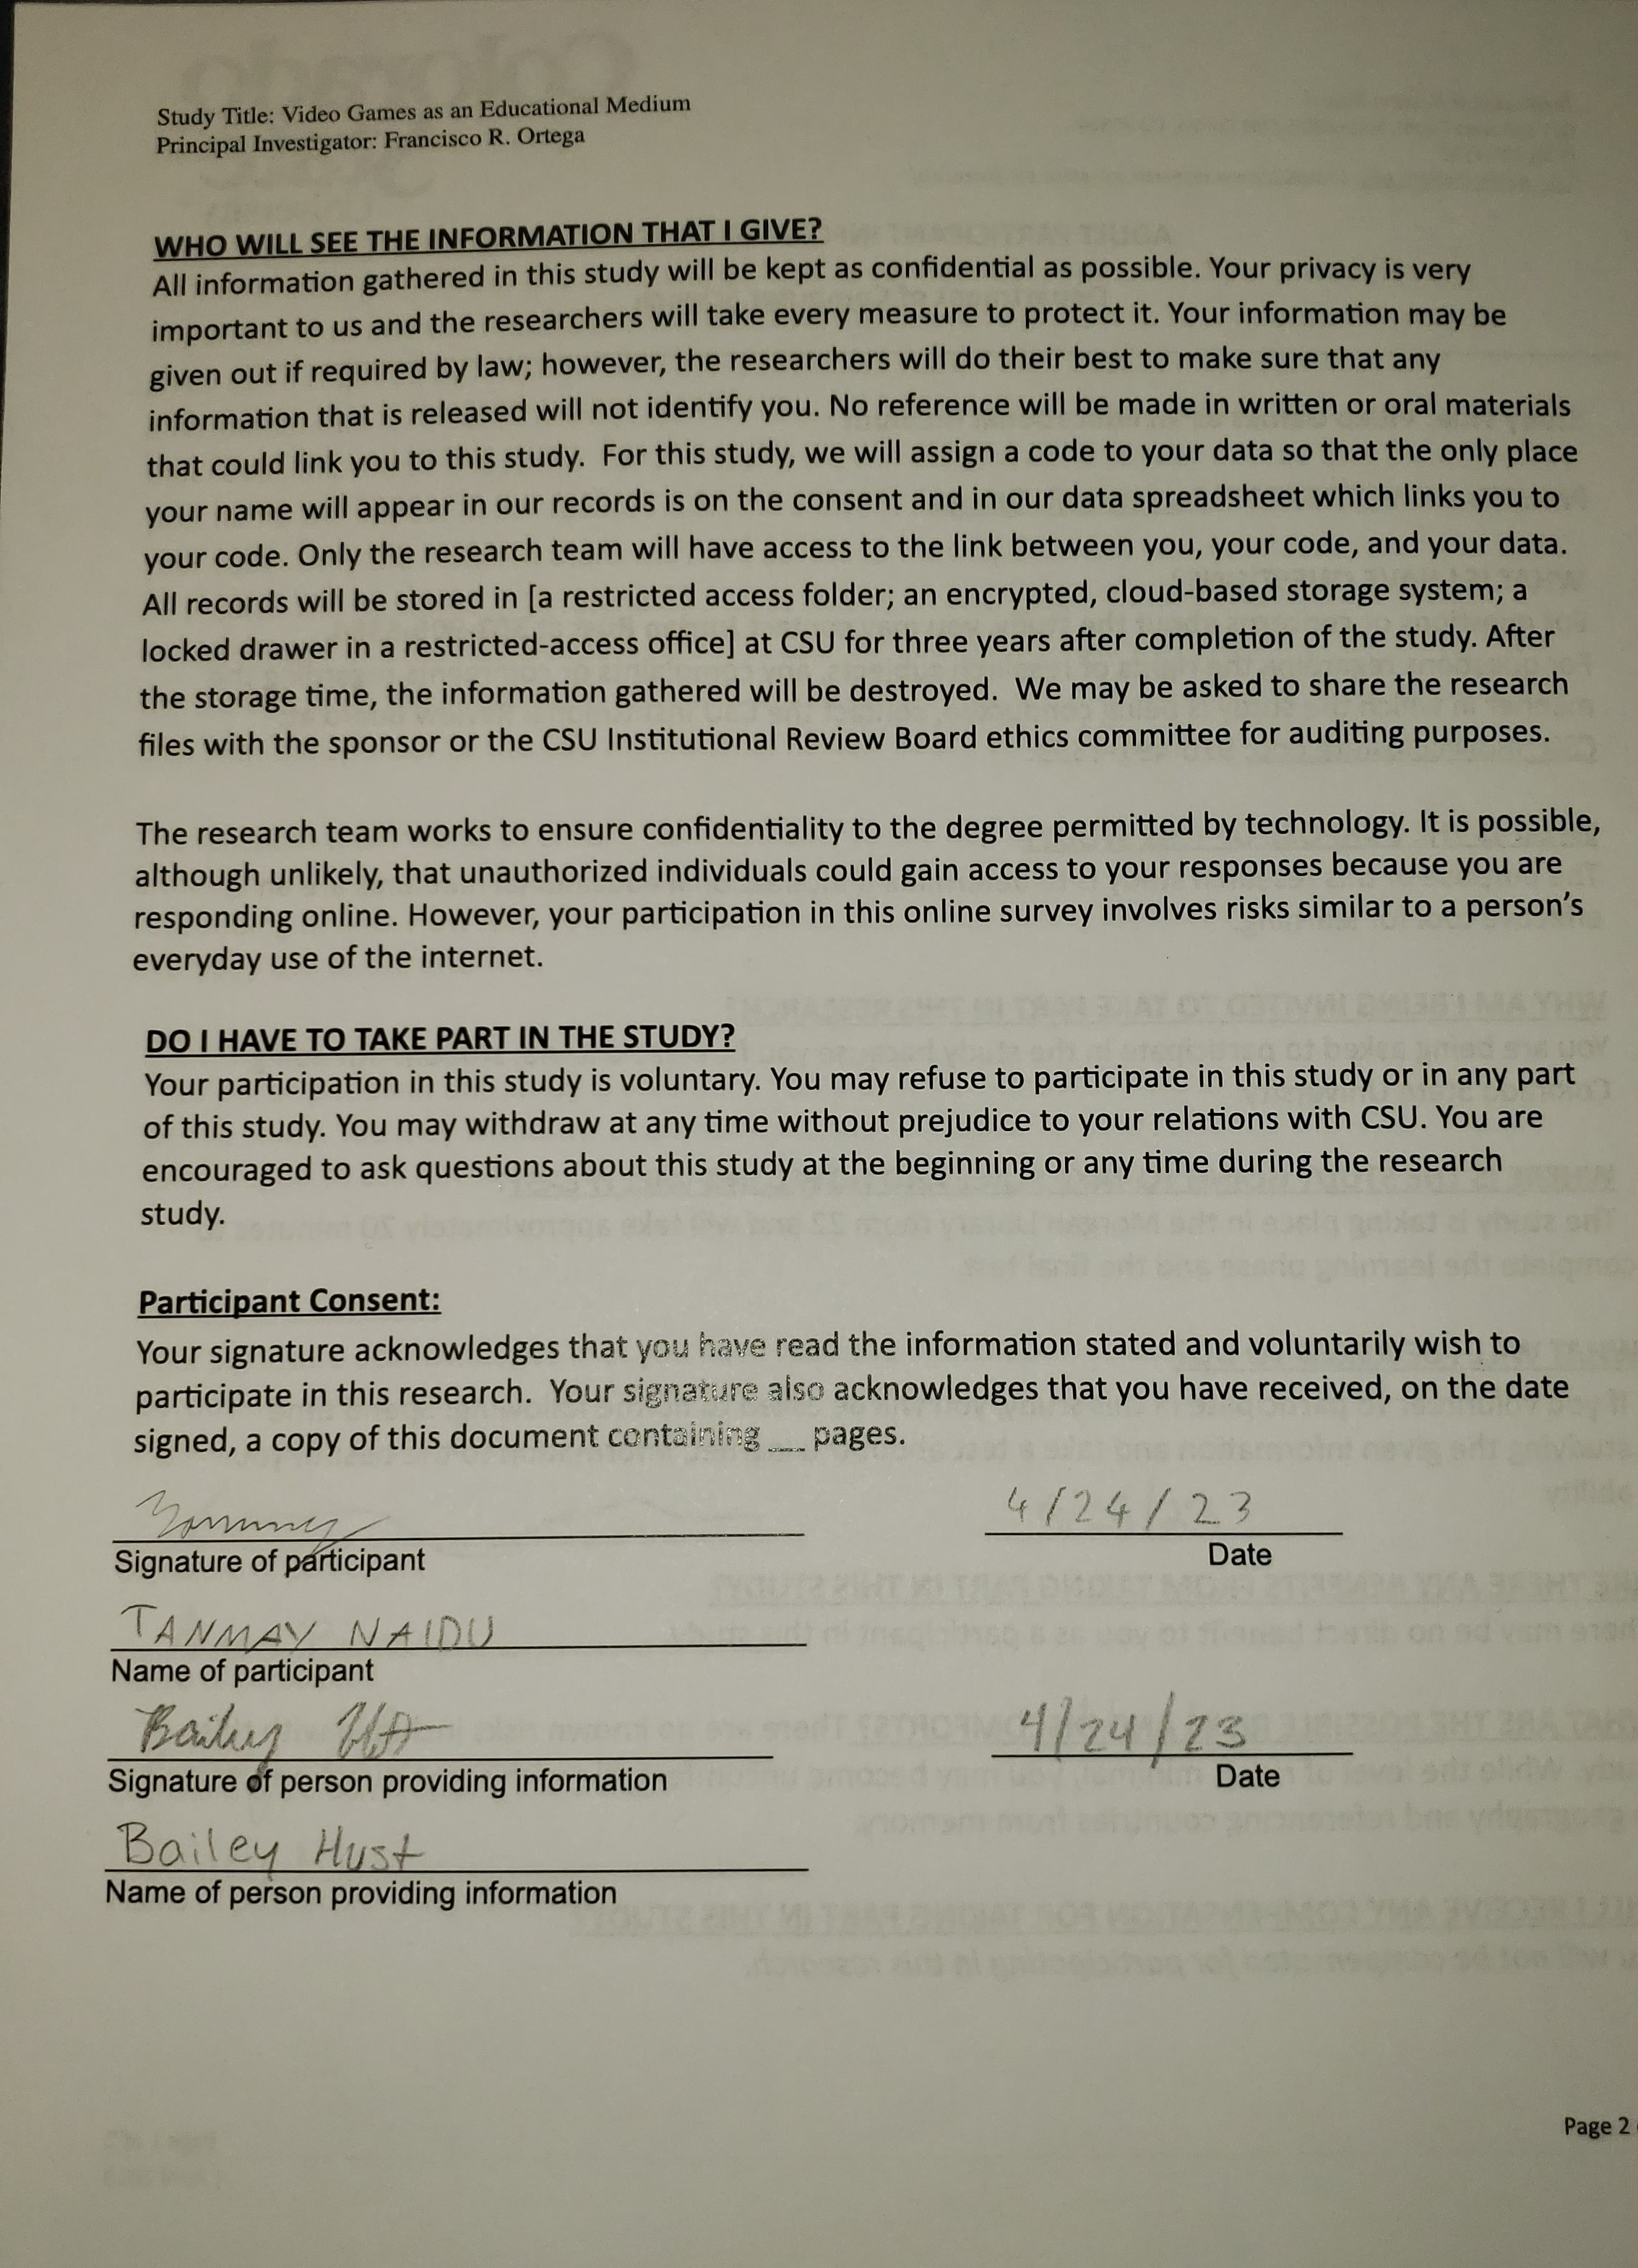 Study Title: Video Games as an Educational Medium
Principal Investigator: Francisco R. Ortega
WHO WILL SEE THE INFORMATION THAT I GIVE?
All information gathered in this study will be kept as confidential as possible. Your privacy is very
important to us and the researchers will take every measure to protect it. Your information may be
given out if required by law; however, the researchers will do their best to make sure that any
information that is released will not identify you. No reference will be made in written or oral materials
that could link you to this study.  For this study, we will assign a code to your data so that the only place
your name will appear in our records is on the consent and in our data spreadsheet which links you to
your code. Only the research team will have access to the link between you, your code, and your data.
All records will be stored in [a restricted access folder; an encrypted, cloud-based storage system; a
locked drawer in a restricted-access office] at CSU for three years after completion of the study. After
the storage time, the information gathered will be destroyed.  We may be asked to share the research
files with the sponsor or the CSU Institutional Review Board ethics committee for auditing purposes.
The research team works to ensure confidentiality to the degree permitted by technology. It is possible,
although unlikely, that unauthorized individuals could gain access to your responses because you are
responding online. However, your participation in this online survey involves risks similar to a person’s
everyday use of the internet.
DO I HAVE TO TAKE PART IN THE STUDY?
Your participation in this study is voluntary. You may refuse to participate in this study or in any part
of this study. You may withdraw at any time without prejudice to your relations with CSU. You are
encouraged to ask questions about this study at the beginning or any time during the research
study.
Participant Consent:
Your signature acknowledges that you have read the information stated and voluntarily wish to
participate in this research.  Your signature also acknowledges that you have received, on the date
signed, a copy of this document containing __ pages.
4/24/23
Signature of participant Date
TANMAY NAIDU
Name of participant
Bailey 4/24/23
Signature of person providing information Date
Bailey Hust
Name of person providing information
Page 2